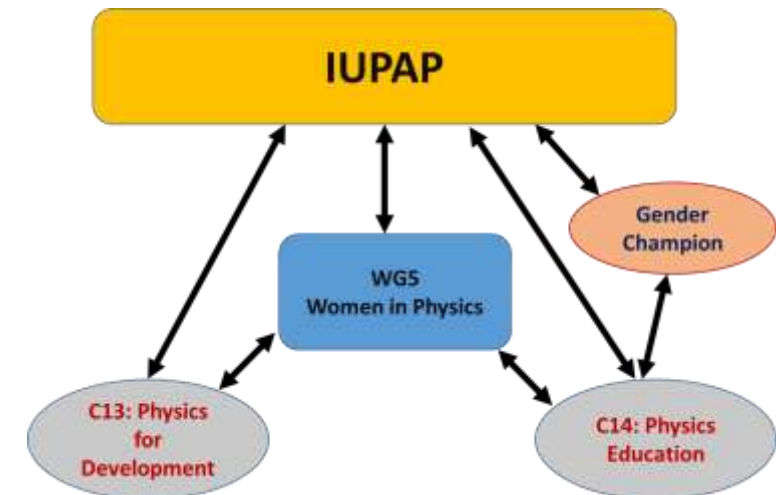 IUPAP
Gender
Champion
WG5
Women in Physics
C13: Physics
for
Development
C14: Physics
Education